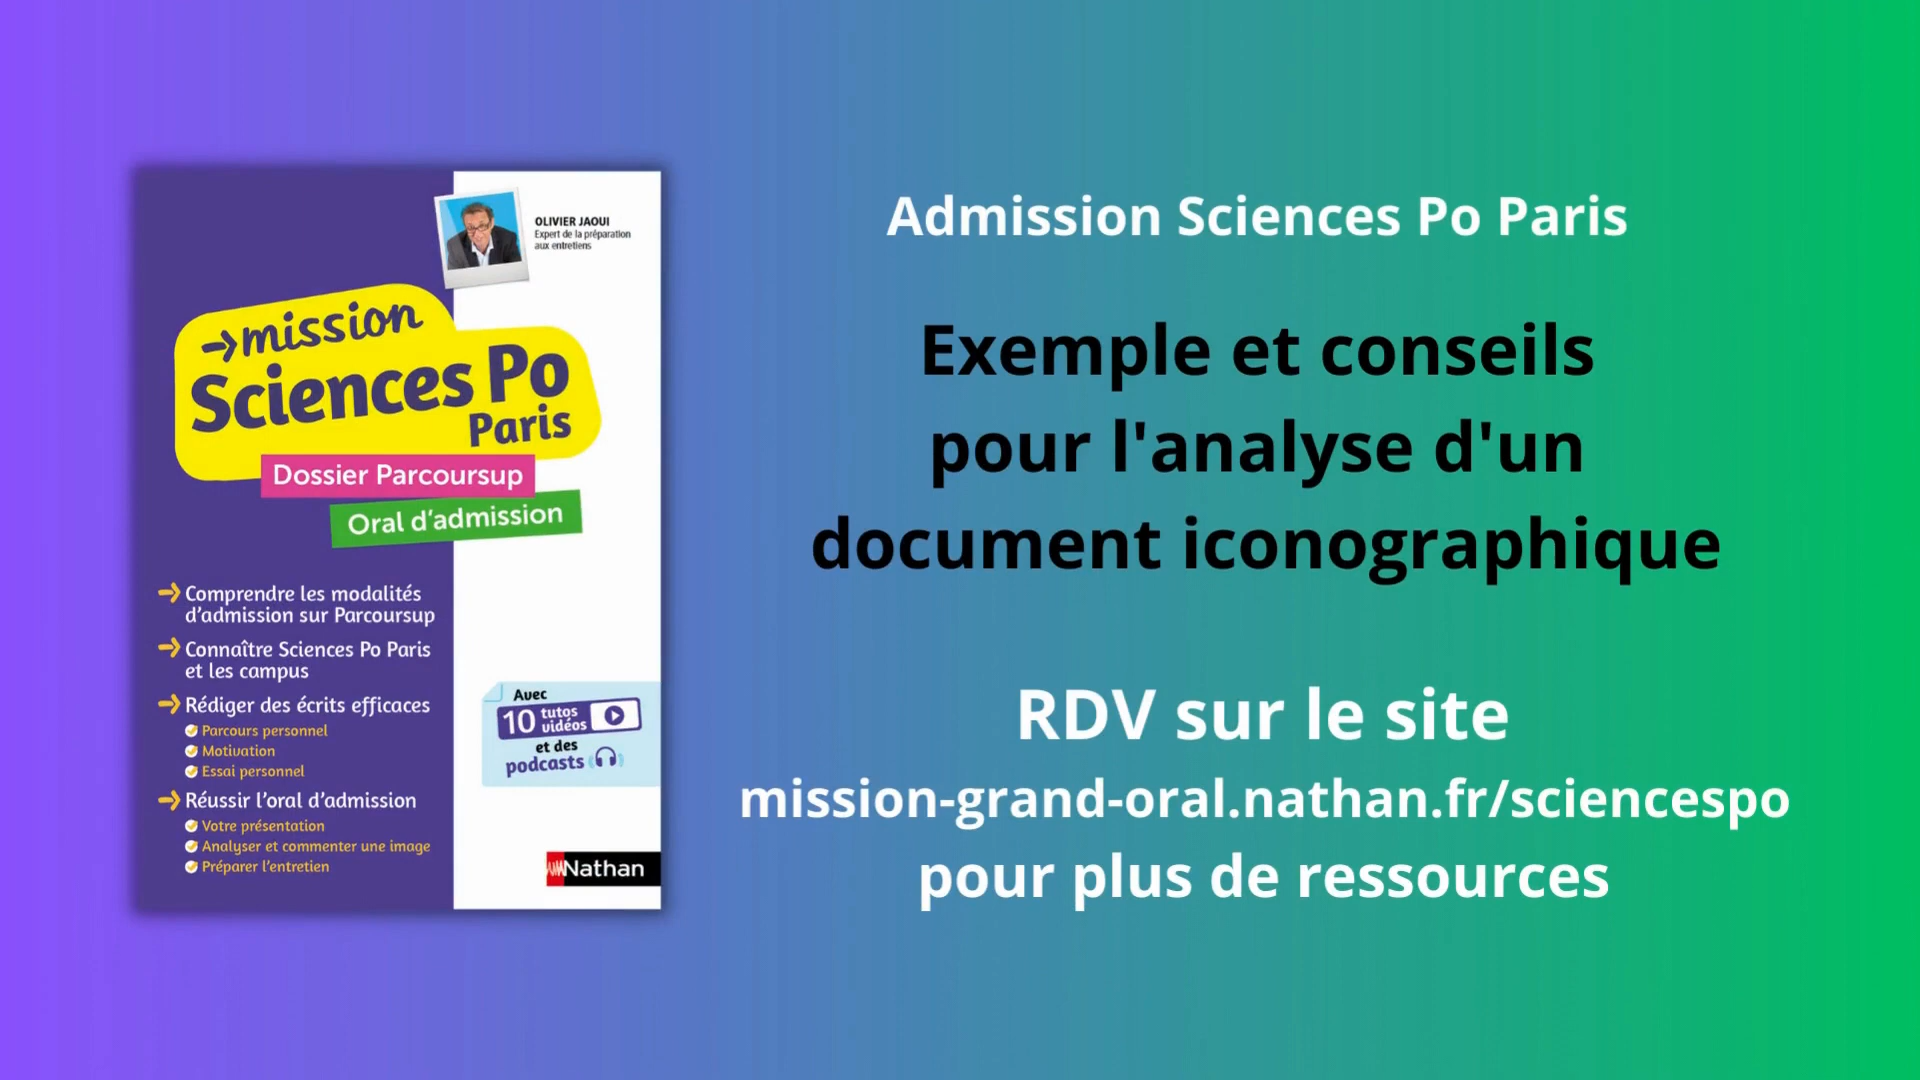 OLIVIER JAOUI
Expert de la préparation
aux entretiens
mission
Sciences Po
Paris
Dossier Parcoursup
Oral d'admission
Comprendre les modalités
d'admission sur Parcoursup
Connaître Sciences Po Paris
et les campus
Rédiger des écrits efficaces
Parcours personnel
Motivation
Essai personnel
Réussir l'oral d'admission
Votre présentation
Analyser et commenter une image
Préparer l'entretien
Avec
10 tutos
vidéos
et des
podcasts
Nathan
Admission Sciences Po Paris
Exemple et conseils
pour l'analyse d'un
document iconographique
RDV sur le site
mission-grand-oral.nathan.fr/sciencespo
pour plus de ressources